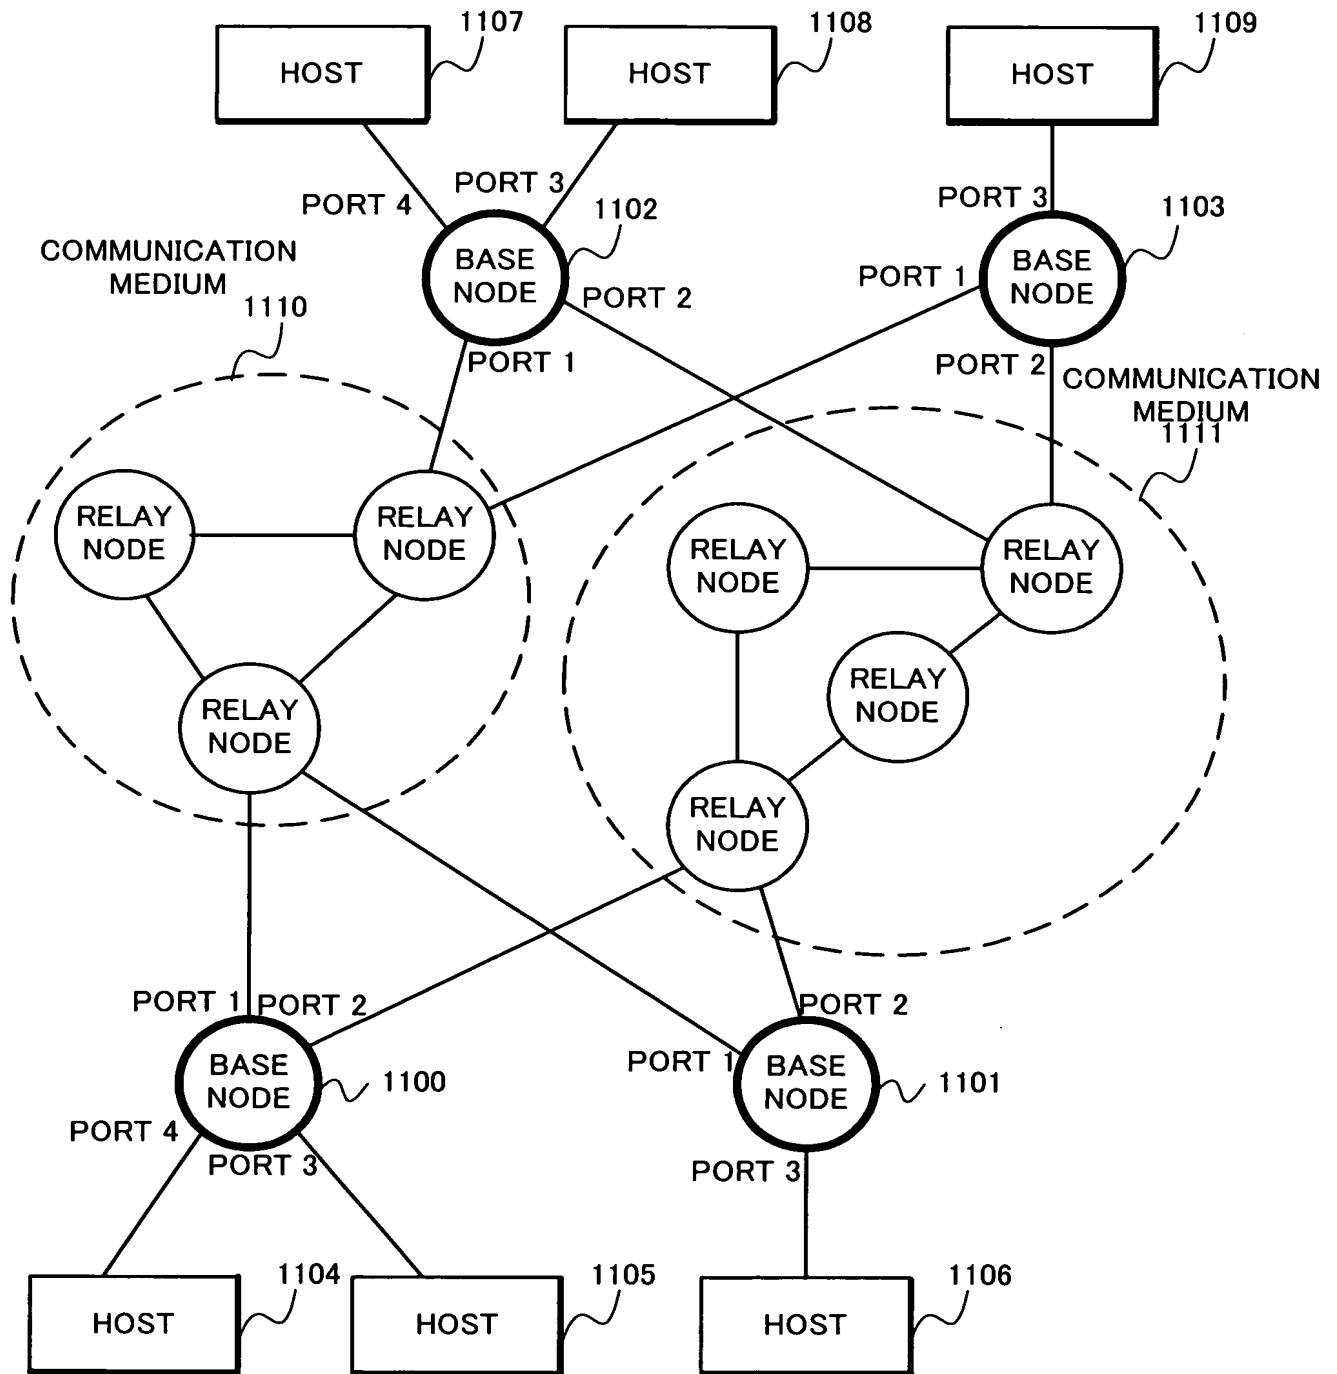 1107
1108
1109
HOST
HOST
HOST
PORT 4
PORT 3
PORT 3
1102
1103
COMMUNICATION
MEDIUM
1110
BASE
NODE
PORT 1
PORT 2
PORT 1
BASE
NODE
PORT 2
COMMUNICATION
MEDIUM
1111
RELAY
NODE
RELAY
NODE
RELAY
NODE
RELAY
NODE
RELAY
NODE
RELAY
NODE
RELAY
NODE
PORT 1
PORT 2
BASE
NODE
1100
PORT 4
PORT 3
PORT 2
PORT 1
BASE
NODE
1101
PORT 3
1104
1105
1106
HOST
HOST
HOST